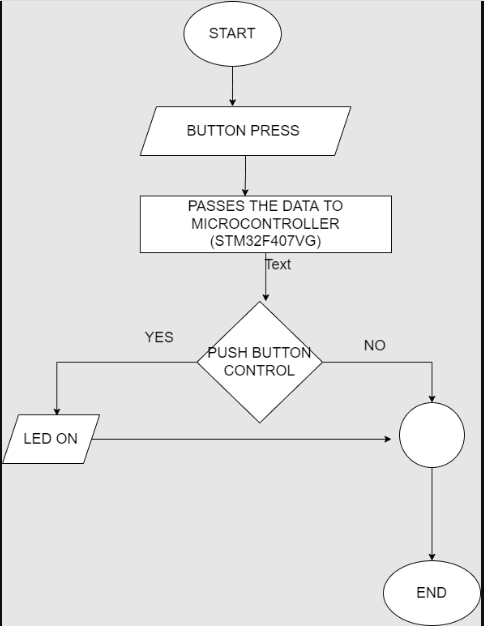 START
BUTTON PRESS
PASSES THE DATA TO
MICROCONTROLLER
(STM32F407VG)
Text
PUSH BUTTON
CONTROL
YES
NO
LED ON
END